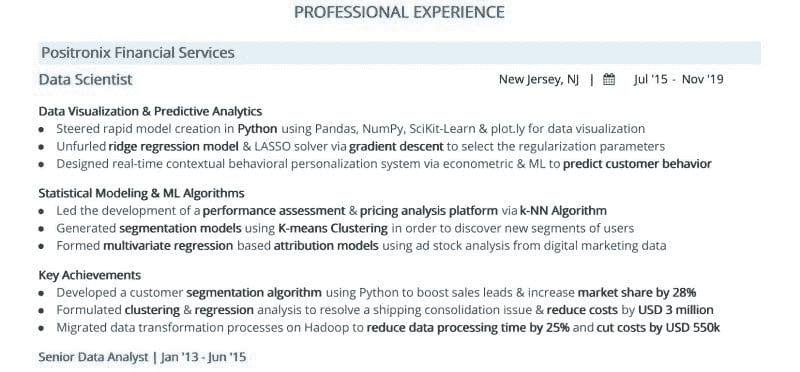 PROFESSIONAL EXPERIENCE
Positronix Financial Services
Data Scientist New Jersey, NJ | Jul '15 - Nov '19
Data Visualization & Predictive Analytics
• Steered rapid model creation in Python using Pandas, NumPy, SciKit-Learn & plot.ly for data visualization
• Unfurled ridge regression model & LASSO solver via gradient descent to select the regularization parameters
• Designed real-time contextual behavioral personalization system via econometric & ML to predict customer behavior
Statistical Modeling & ML Algorithms
• Led the development of a performance assessment & pricing analysis platform via k-NN Algorithm
• Generated segmentation models using K-means Clustering in order to discover new segments of users
• Formed multivariate regression based attribution models using ad stock analysis from digital marketing data
Key Achievements
• Developed a customer segmentation algorithm using Python to boost sales leads & increase market share by 28%
• Formulated clustering & regression analysis to resolve a shipping consolidation issue & reduce costs by USD 3 million
• Migrated data transformation processes on Hadoop to reduce data processing time by 25% and cut costs by USD 550k
Senior Data Analyst | Jan '13 - Jun '15